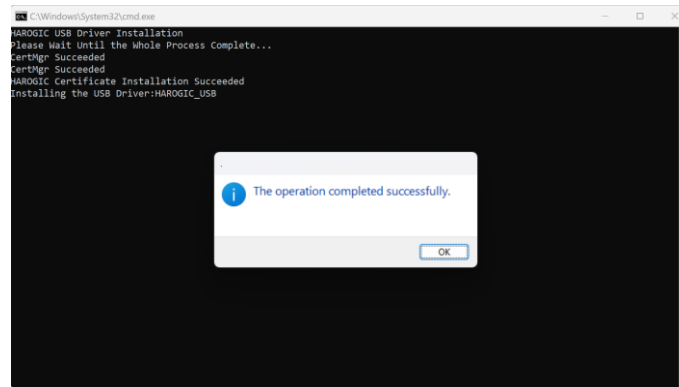 C:\Windows\System32\cmd.exe
HAROGIC USB Driver Installation
Please Wait Until the Whole Process Complete...
CertMgr Succeeded
CertMgr Succeeded
HAROGIC Certificate Installation Succeeded
Installing the USB Driver:HAROGIC_USB
.
The operation completed successfully.
OK